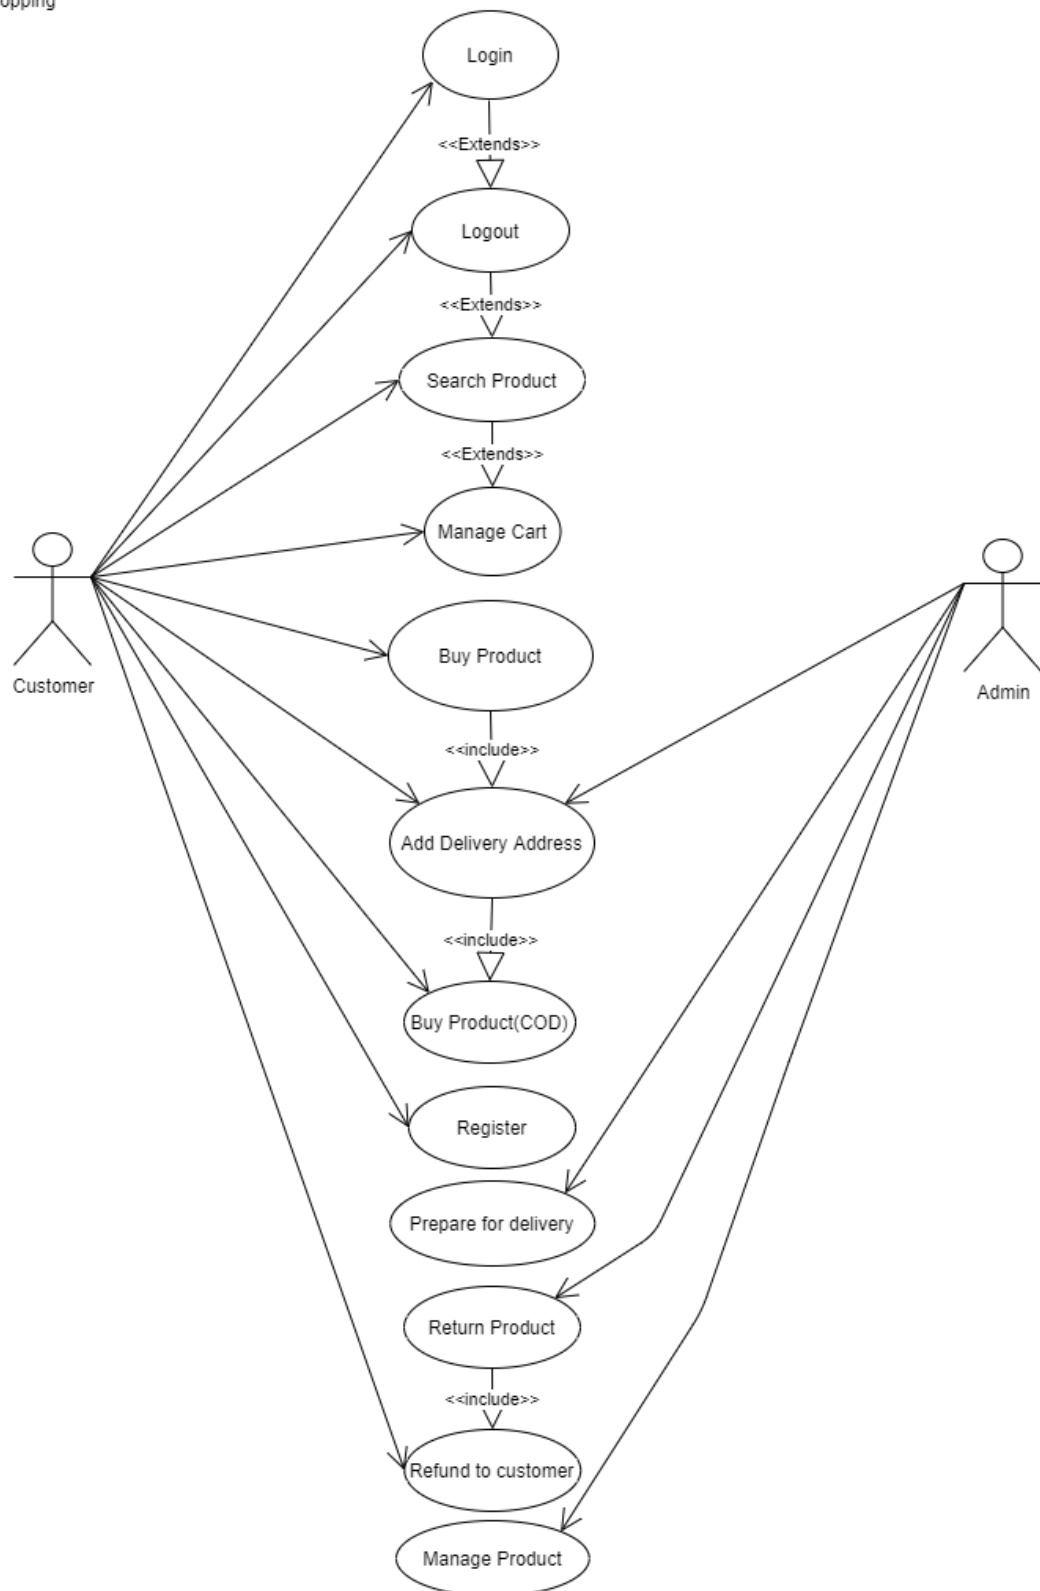 Login
<<Extends>>
Logout
<<Extends>>
Search Product
<<Extends>>
Manage Cart
Customer
Buy Product
Admin
<<include>>
Add Delivery Address
<<include>>
Buy Product(COD)
Register
Prepare for delivery
Return Product
<<include>>
Refund to customer
Manage Product